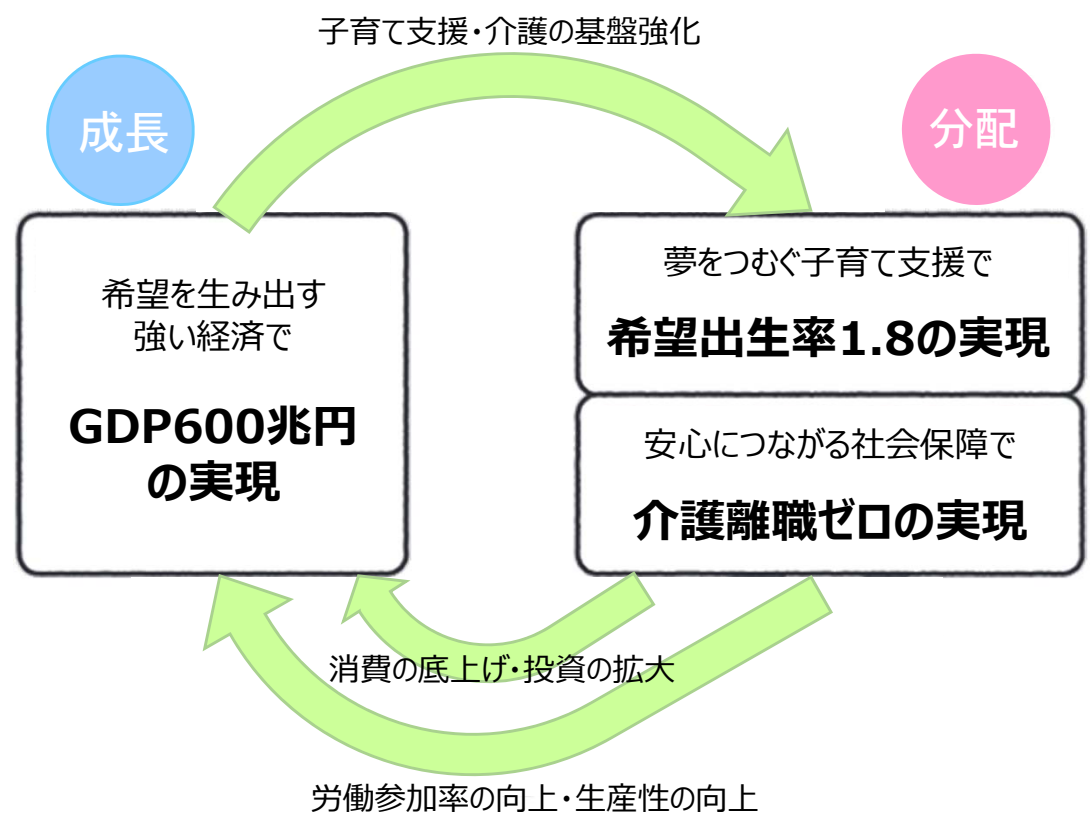 子育て支援・介護の基盤強化
成長
分配
希望を生み出す
強い経済で
GDP600兆円
の実現
夢をつむぐ子育て支援で
希望出生率1.8の実現
安心につながる社会保障で
介護離職ゼロの実現
消費の底上げ・投資の拡大
労働参加率の向上・生産性の向上